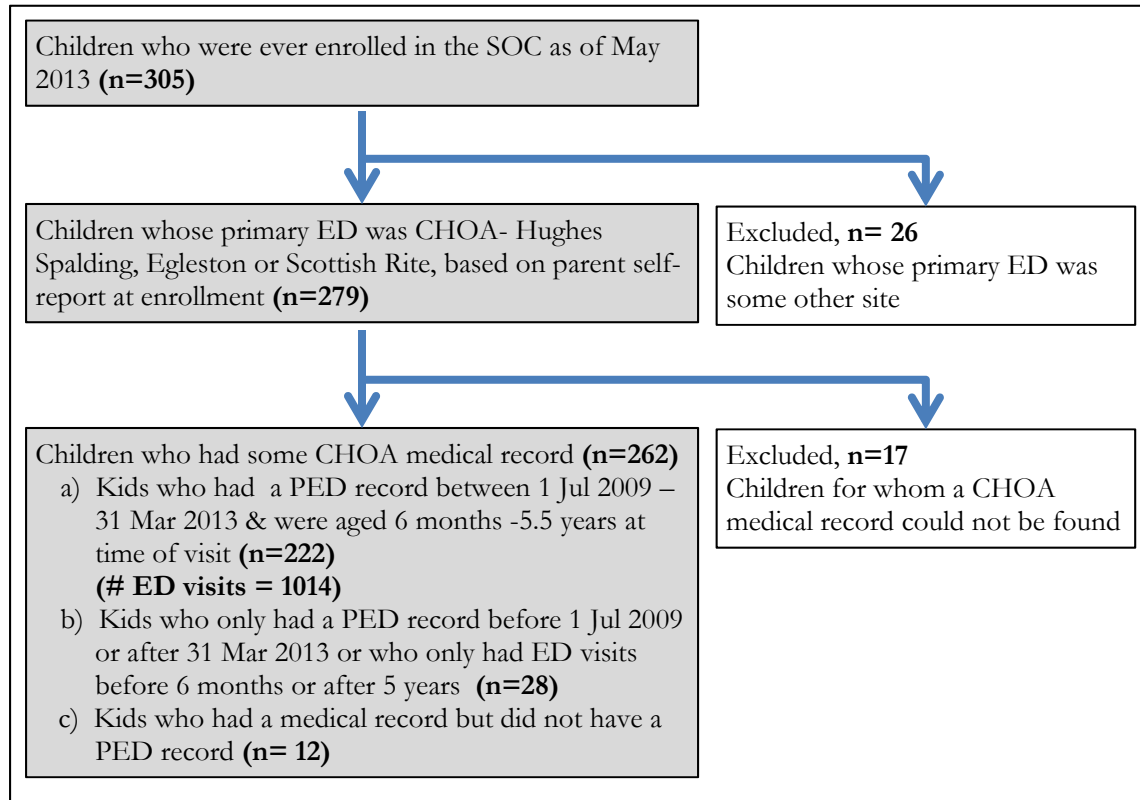 Children who were ever enrolled in the SOC as of May
2013 (n=305)
Children whose primary ED was CHOA- Hughes
Spalding, Egleston or Scottish Rite, based on parent self-
report at enrollment (n=279)
Excluded, n= 26
Children whose primary ED was
some other site
Children who had some CHOA medical record (n=262)
a) Kids who had a PED record between 1 Jul 2009 –
31 Mar 2013 & were aged 6 months -5.5 years at
time of visit (n=222)
(# ED visits = 1014)
b) Kids who only had a PED record before 1 Jul 2009
or after 31 Mar 2013 or who only had ED visits
before 6 months or after 5 years (n=28)
c) Kids who had a medical record but did not have a
PED record (n= 12)
Excluded, n=17
Children for whom a CHOA
medical record could not be found